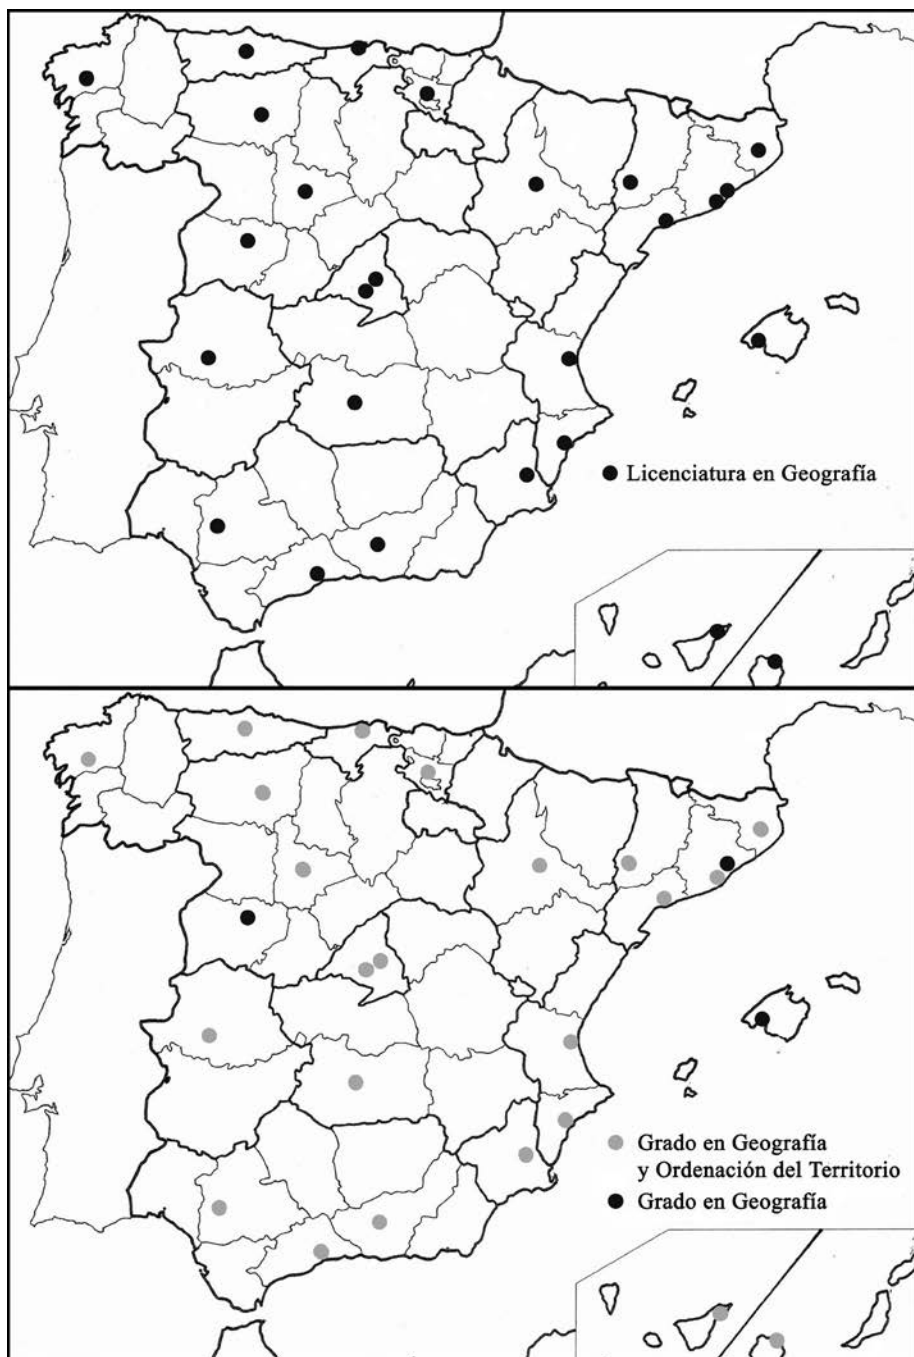 Licenciatura en Geografía
Grado en Geografía
y Ordenación del Territorio
Grado en Geografía